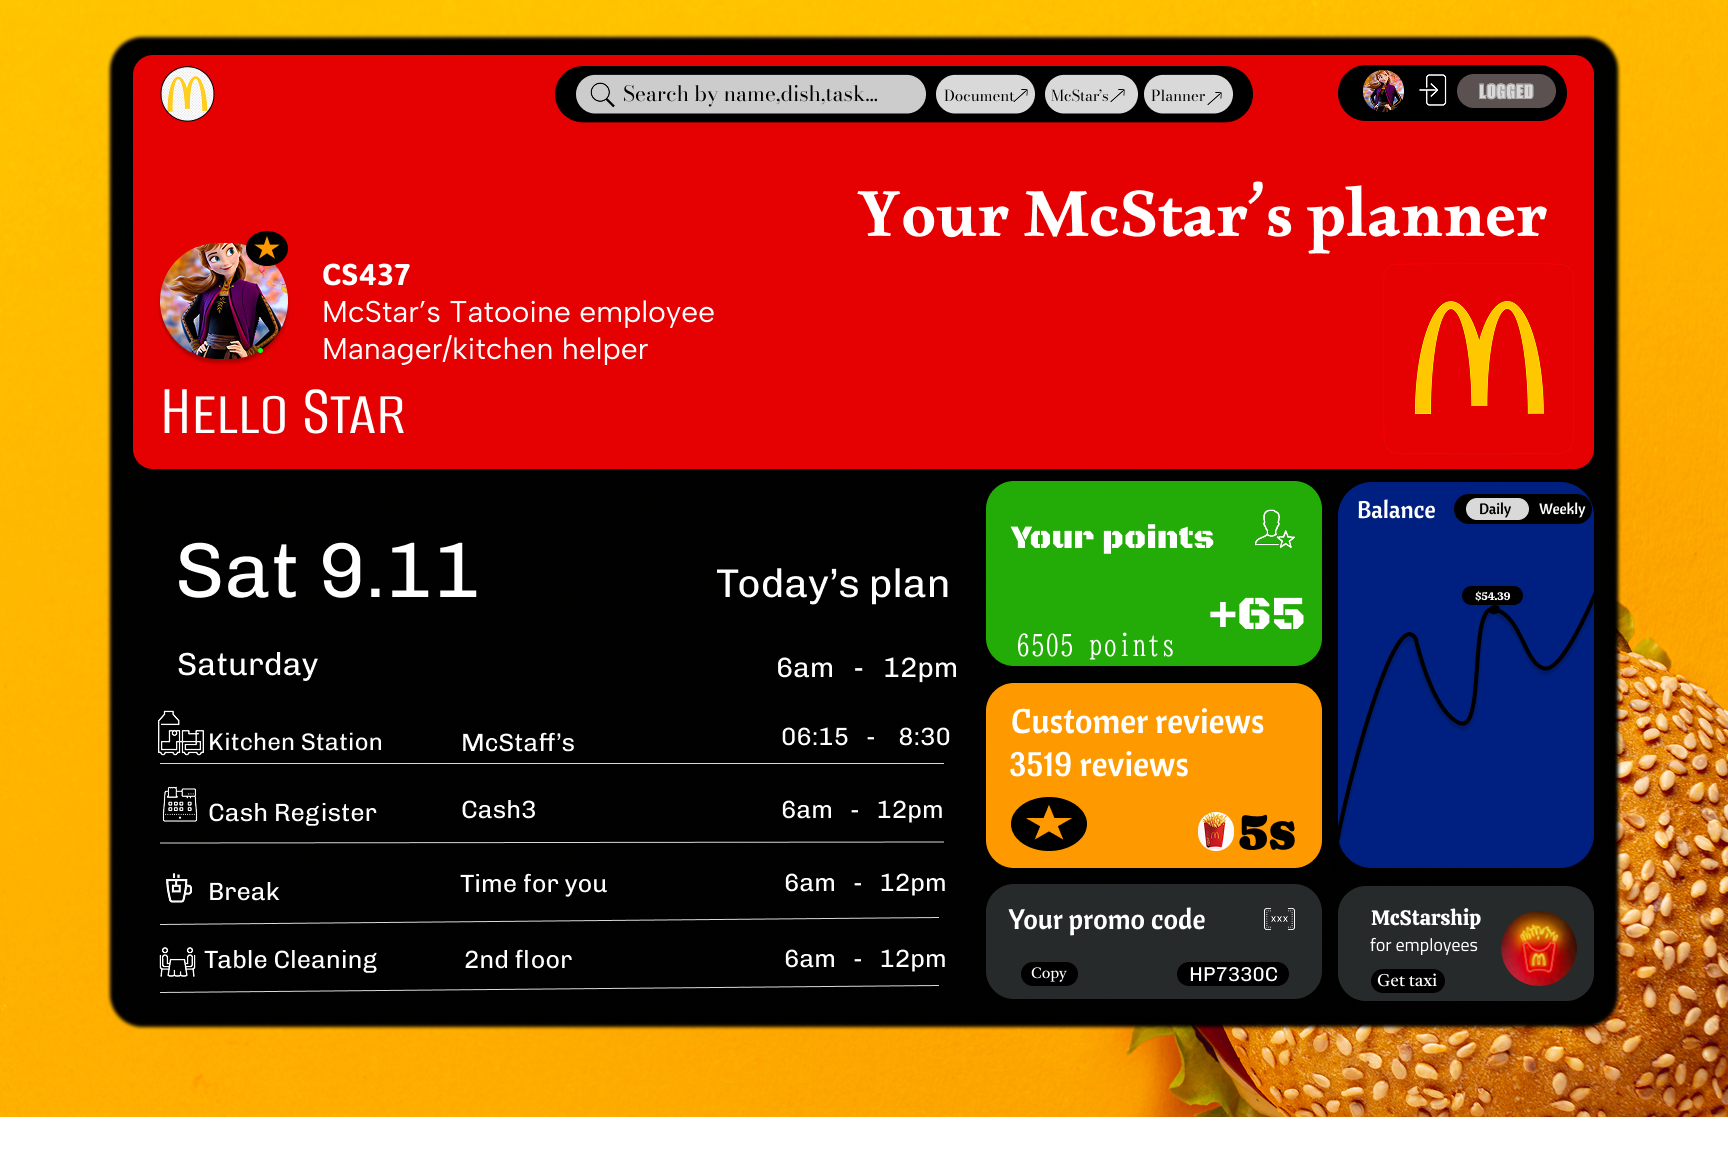 Search by name,dish,task...
Document
McStar's
Planner
LOGGED
Your McStar's planner
CS437
McStar's Tatooine employee
Manager/kitchen helper
Hello Star
Sat 9.11
Today's plan
Saturday
6am - 12pm
Kitchen Station McStaff's 06:15 - 8:30
Cash Register Cash3 6am - 12pm
Break Time for you 6am - 12pm
Table Cleaning 2nd floor 6am - 12pm
Your points
+65
6505 points
Balance
Daily
Weekly
$54.39
Customer reviews
3519 reviews
5s
Your promo code
xxx
Copy
HP7330C
McStarship
for employees
Get taxi